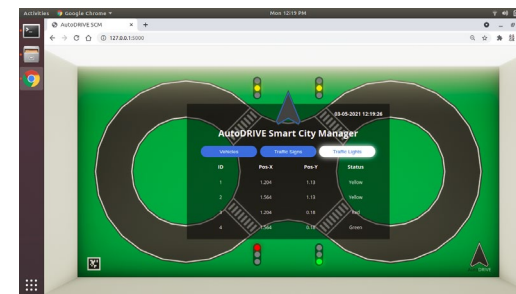 Activities Google Chrome Mon 12:19 PM
AutoDRIVE SCM
127.0.0.1:5000
03-05-2021 12:19:26
AutoDRIVE Smart City Manager
Vehicles Traffic Signs Traffic Lights
ID Pos-X Pos-Y Status
1 1.204 1.13 Yellow
2 1.564 1.13 Yellow
3 1.204 0.18 Red
4 1.564 0.18 Green
DRIVE